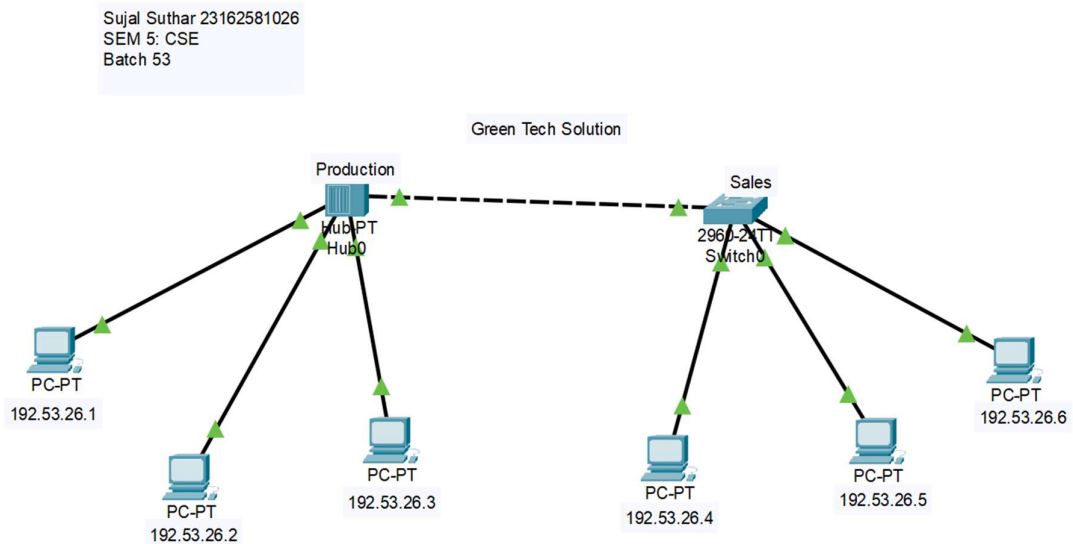 Sujal Suthar 23162581026
SEM 5: CSE
Batch 53
Green Tech Solution
Production
Hub-PT
Hub0
Sales
2960-24TT
Switch0
PC-PT
192.53.26.1
PC-PT
192.53.26.2
PC-PT
192.53.26.3
PC-PT
192.53.26.4
PC-PT
192.53.26.5
PC-PT
192.53.26.6